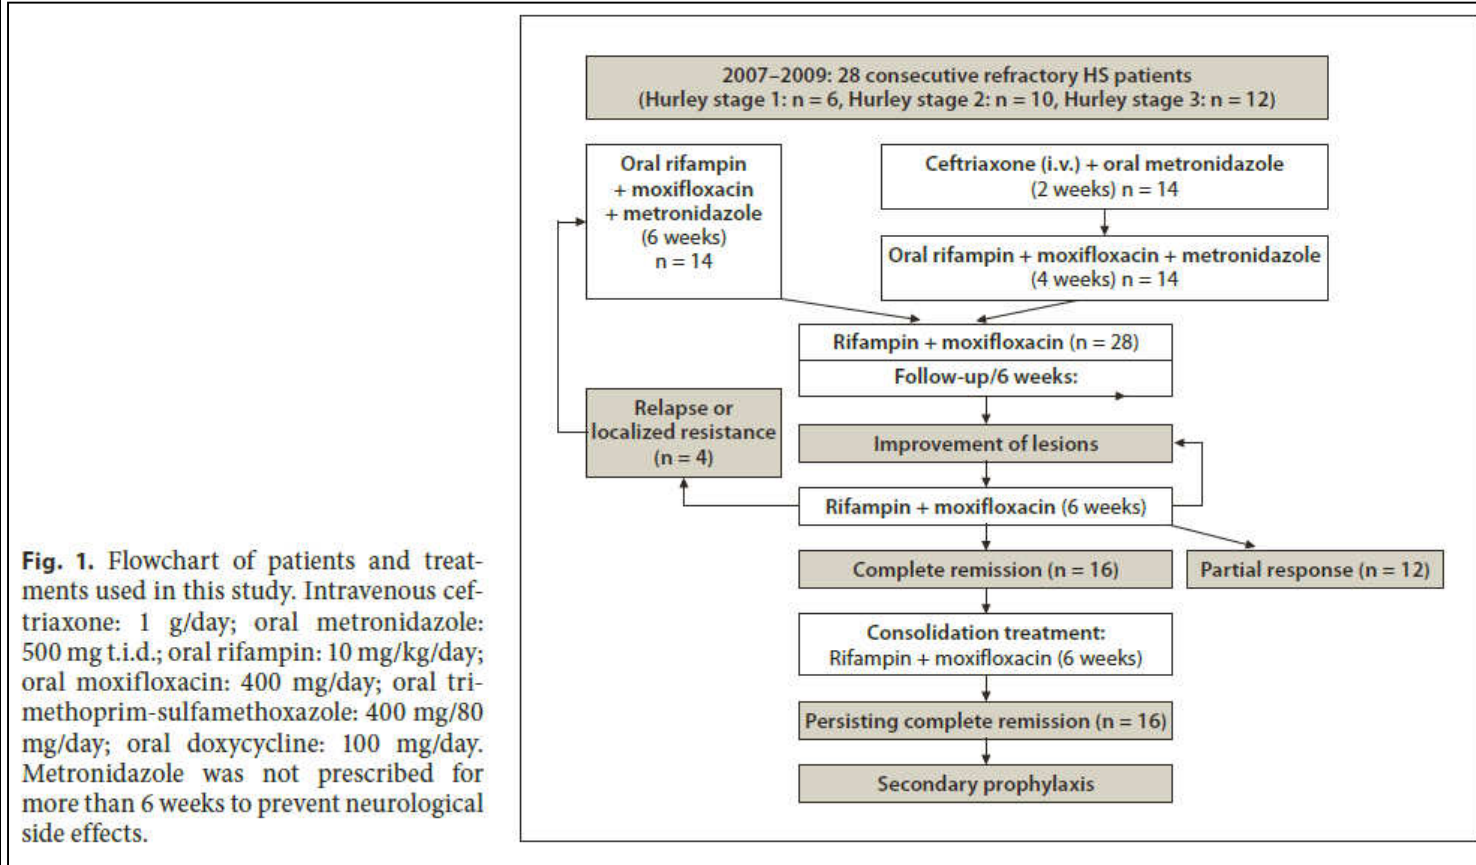 2007–2009: 28 consecutive refractory HS patients
(Hurley stage 1: n = 6, Hurley stage 2: n = 10, Hurley stage 3: n = 12)
Oral rifampin
+ moxifloxacin
+ metronidazole
(6 weeks)
n = 14
Ceftriaxone (i.v.) + oral metronidazole
(2 weeks) n = 14
Oral rifampin + moxifloxacin + metronidazole
(4 weeks) n = 14
Rifampin + moxifloxacin (n = 28)
Follow-up/6 weeks:
Relapse or
localized resistance
(n = 4)
Improvement of lesions
Rifampin + moxifloxacin (6 weeks)
Complete remission (n = 16)
Partial response (n = 12)
Consolidation treatment:
Rifampin + moxifloxacin (6 weeks)
Persisting complete remission (n = 16)
Secondary prophylaxis
Fig. 1. Flowchart of patients and treat-
ments used in this study. Intravenous cef-
triaxone: 1 g/day; oral metronidazole:
500 mg t.i.d.; oral rifampin: 10 mg/kg/day;
oral moxifloxacin: 400 mg/day; oral tri-
methoprim-sulfamethoxazole: 400 mg/80
mg/day; oral doxycycline: 100 mg/day.
Metronidazole was not prescribed for
more than 6 weeks to prevent neurological
side effects.